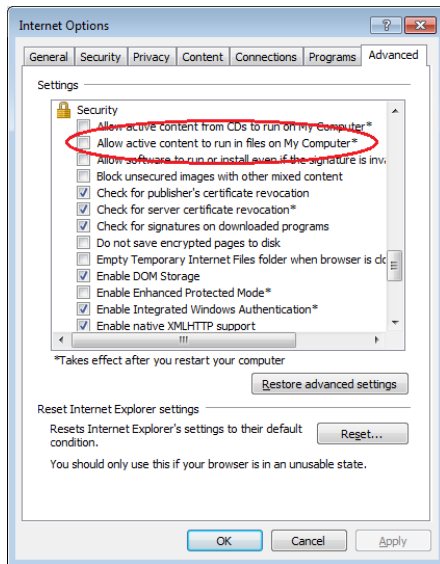 Internet Options
General Security Privacy Content Connections Programs Advanced
Settings
Security
Allow active content from CDs to run on My Computer*
Allow active content to run in files on My Computer*
Allow software to run or install even if the signature is inva
Block unsecured images with other mixed content
Check for publisher's certificate revocation
Check for server certificate revocation*
Check for signatures on downloaded programs
Do not save encrypted pages to disk
Empty Temporary Internet Files folder when browser is clo
Enable DOM Storage
Enable Enhanced Protected Mode*
Enable Integrated Windows Authentication*
Enable native XMLHTTP support
*Takes effect after you restart your computer
Restore advanced settings
Reset Internet Explorer settings
Resets Internet Explorer's settings to their default
condition.
Reset...
You should only use this if your browser is in an unusable state.
OK Cancel Apply